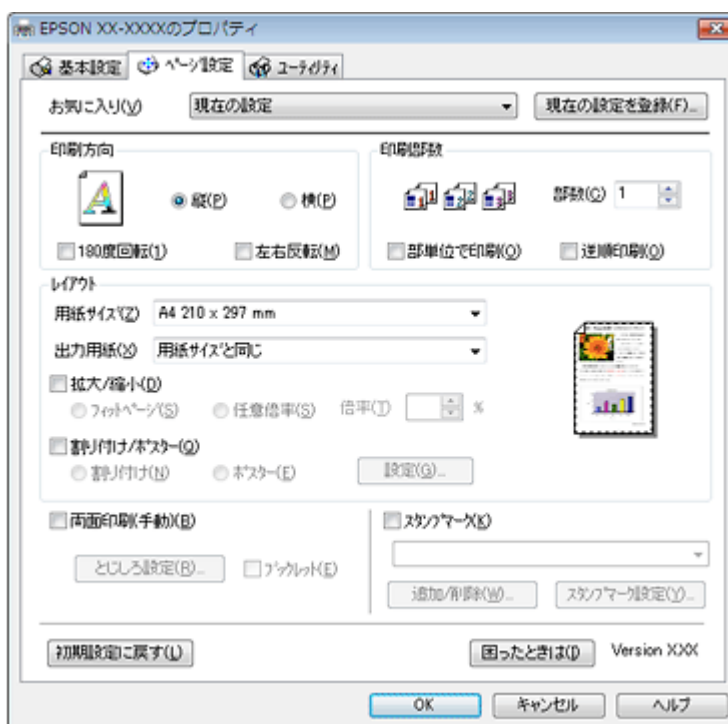 EPSON XX-XXXXのプロパティ
基本設定 ページ設定 ユーティリティ
お気に入り(V) 現在の設定 現在の設定を登録(F)...
印刷方向 印刷部数
縦(P) 横(P) 部数(C) 1
180度回転(1) 左右反転(M) 部単位で印刷(O) 逆順印刷(O)
レイアウト
用紙サイズ(Z) A4 210 x 297 mm
出力用紙(X) 用紙サイズと同じ
拡大/縮小(D)
フィットページ(S) 任意倍率(S) 倍率(T) %
割り付け/ポスター(Q)
割り付け(N) ポスター(E) 設定(G)...
両面印刷(手動)(B) スタンプマーク(K)
とじしろ設定(R)... ブックレット(E)
追加/削除(W)... スタンプマーク設定(Y)...
初期設定に戻す(L) 困ったときは(I) Version X.XX
OK キャンセル ヘルプ